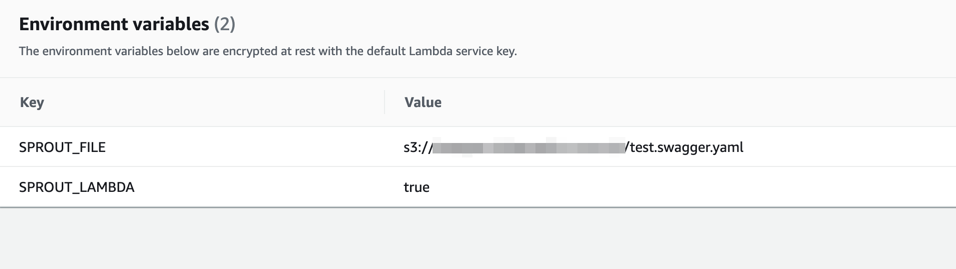 Environment variables (2)
The environment variables below are encrypted at rest with the default Lambda service key.
Key Value
SPROUT_FILE s3:// /test.swagger.yaml
SPROUT_LAMBDA true